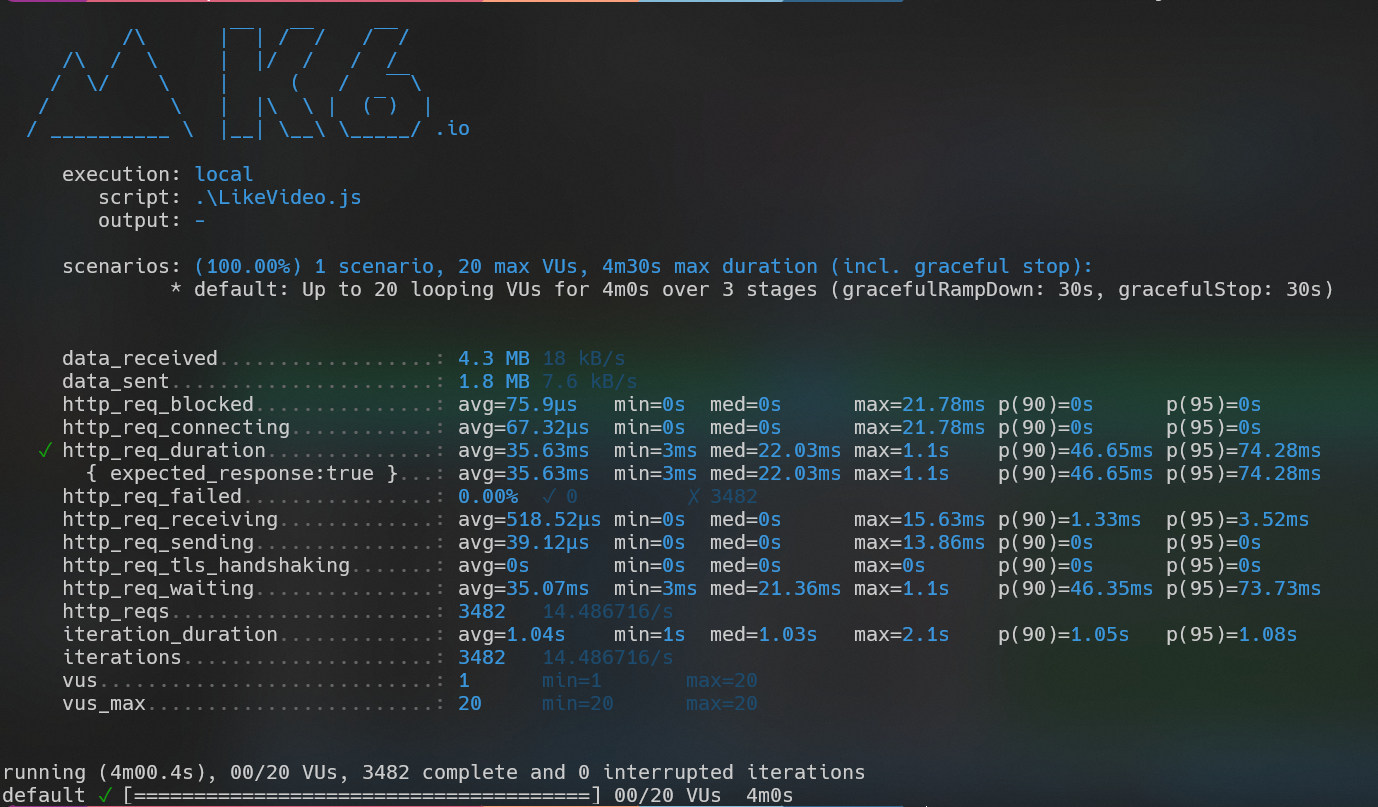 /\      |‾‾| /‾‾/   /‾‾/
     /\  /  \     |  |/  /   /  /
    /  \/    \    |     (   /   ‾‾\
   /          \   |  |\  \ |  (‾)  |
  / __________ \  |__| \__\ \_____/ .io
execution: local
script: .\LikeVideo.js
output: -
scenarios: (100.00%) 1 scenario, 20 max VUs, 4m30s max duration (incl. graceful stop):
* default: Up to 20 looping VUs for 4m0s over 3 stages (gracefulRampDown: 30s, gracefulStop: 30s)
data_received..................: 4.3 MB 18 kB/s
data_sent......................: 1.8 MB 7.6 kB/s
http_req_blocked...............: avg=75.9µs min=0s med=0s max=21.78ms p(90)=0s p(95)=0s
http_req_connecting............: avg=67.32µs min=0s med=0s max=21.78ms p(90)=0s p(95)=0s
✓ http_req_duration..............: avg=35.63ms min=3ms med=22.03ms max=1.1s p(90)=46.65ms p(95)=74.28ms
{ expected_response:true }...: avg=35.63ms min=3ms med=22.03ms max=1.1s p(90)=46.65ms p(95)=74.28ms
http_req_failed................: 0.00% ✓ 0 ✗ 3482
http_req_receiving.............: avg=518.52µs min=0s med=0s max=15.63ms p(90)=1.33ms p(95)=3.52ms
http_req_sending...............: avg=39.12µs min=0s med=0s max=13.86ms p(90)=0s p(95)=0s
http_req_tls_handshaking.......: avg=0s min=0s med=0s max=0s p(90)=0s p(95)=0s
http_req_waiting...............: avg=35.07ms min=3ms med=21.36ms max=1.1s p(90)=46.35ms p(95)=73.73ms
http_reqs......................: 3482 14.486716/s
iteration_duration.............: avg=1.04s min=1s med=1.03s max=2.1s p(90)=1.05s p(95)=1.08s
iterations.....................: 3482 14.486716/s
vus............................: 1 min=1 max=20
vus_max........................: 20 min=20 max=20
running (4m00.4s), 00/20 VUs, 3482 complete and 0 interrupted iterations
default ✓ [======================================] 00/20 VUs 4m0s